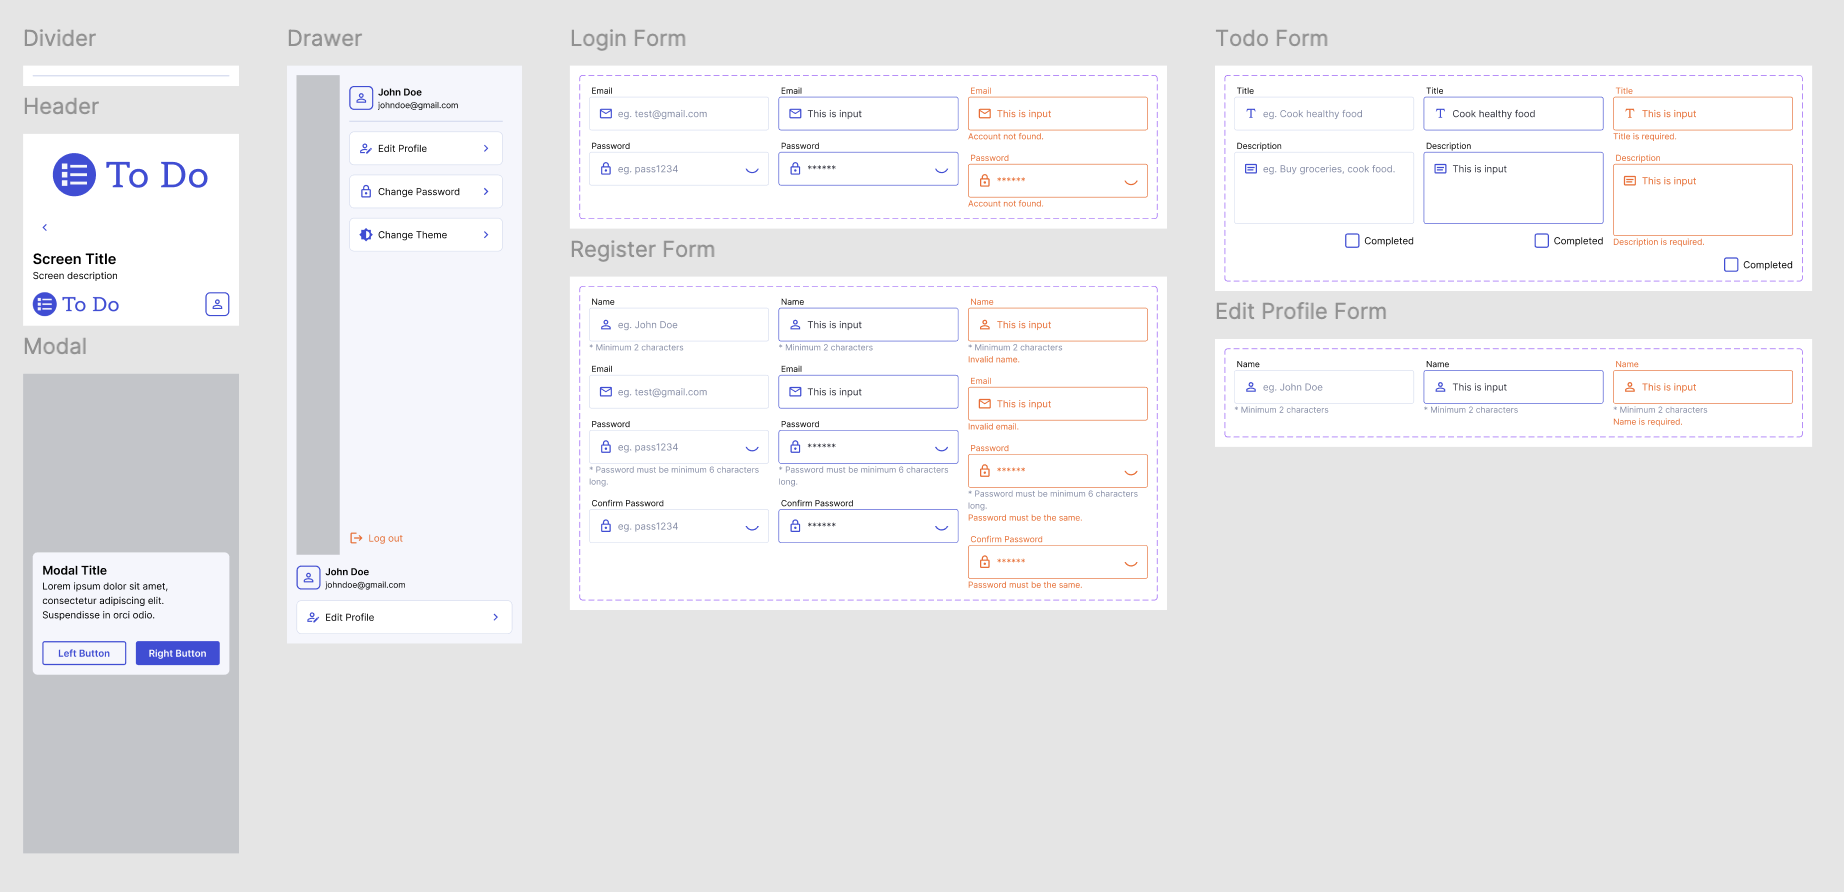 Divider
Header
To Do
Screen Title
Screen description
To Do
Modal
Modal Title
Lorem ipsum dolor sit amet,
consectetur adipiscing elit.
Suspendisse in orci odio.
Left Button
Right Button
Drawer
John Doe
johndoe@gmail.com
Edit Profile
Change Password
Change Theme
Log out
John Doe
johndoe@gmail.com
Edit Profile
Login Form
Email
eg. test@gmail.com
Password
eg. pass1234
Email
This is input
Password
******
Email
This is input
Account not found.
Password
******
Account not found.
Register Form
Name
eg. John Doe
* Minimum 2 characters
Email
eg. test@gmail.com
Password
eg. pass1234
* Password must be minimum 6 characters
long.
Confirm Password
eg. pass1234
Name
This is input
* Minimum 2 characters
Email
This is input
Password
******
* Password must be minimum 6 characters
long.
Confirm Password
******
Name
This is input
* Minimum 2 characters
Invalid name.
Email
This is input
Invalid email.
Password
******
* Password must be minimum 6 characters
long.
Password must be the same.
Confirm Password
******
Password must be the same.
Todo Form
Title
eg. Cook healthy food
Description
eg. Buy groceries, cook food.
Completed
Title
Cook healthy food
Description
This is input
Completed
Title
This is input
Title is required.
Description
This is input
Description is required.
Completed
Edit Profile Form
Name
eg. John Doe
* Minimum 2 characters
Name
This is input
* Minimum 2 characters
Name
This is input
* Minimum 2 characters
Name is required.